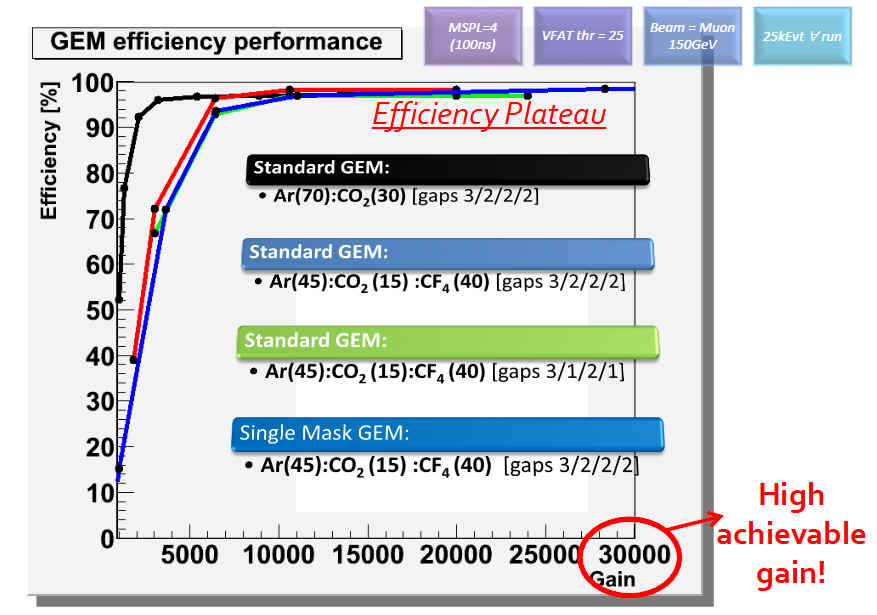 MSPL=4
(100ns)
VFAT thr = 25
Beam = Muon
150GeV
25kEvt ∀ run
GEM efficiency performance
Efficiency [%]
100
90
80
70
60
50
40
30
20
10
0
Efficiency Plateau
Standard GEM:
• Ar(70):CO₂(30) [gaps 3/2/2/2]
Standard GEM:
• Ar(45):CO₂ (15) :CF₄ (40) [gaps 3/2/2/2]
Standard GEM:
• Ar(45):CO₂ (15):CF₄ (40) [gaps 3/1/2/1]
Single Mask GEM:
• Ar(45):CO₂ (15) :CF₄ (40) [gaps 3/2/2/2]
5000 10000 15000 20000 25000 30000
Gain
High
achievable
gain!